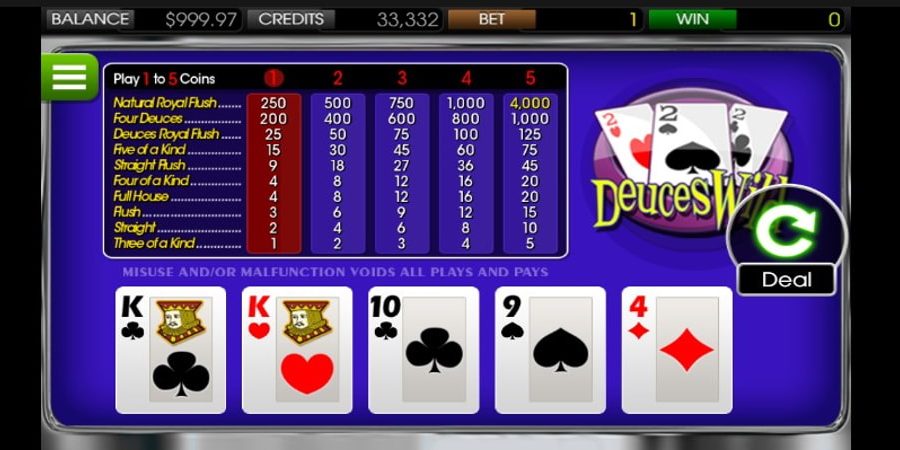 BALANCE $999.97 CREDITS 33,332 BET 1 WIN 0
Play 1 to 5 Coins 1 2 3 4 5
Natural Royal Flush....... 250 500 750 1,000 4,000
Four Deuces.................. 200 400 600 800 1,000
Deuces Royal Flush ...... 25 50 75 100 125
Five of a Kind................. 15 30 45 60 75
Straight Flush................ 9 18 27 36 45
Four of a Kind................ 4 8 12 16 20
Full House...................... 4 8 12 16 20
Flush................................ 3 6 9 12 15
Straight.......................... 2 4 6 8 10
Three of a Kind.............. 1 2 3 4 5
2 2 2
Deuces Wild
Deal
MISUSE AND/OR MALFUNCTION VOIDS ALL PLAYS AND PAYS
K K 10 9 4